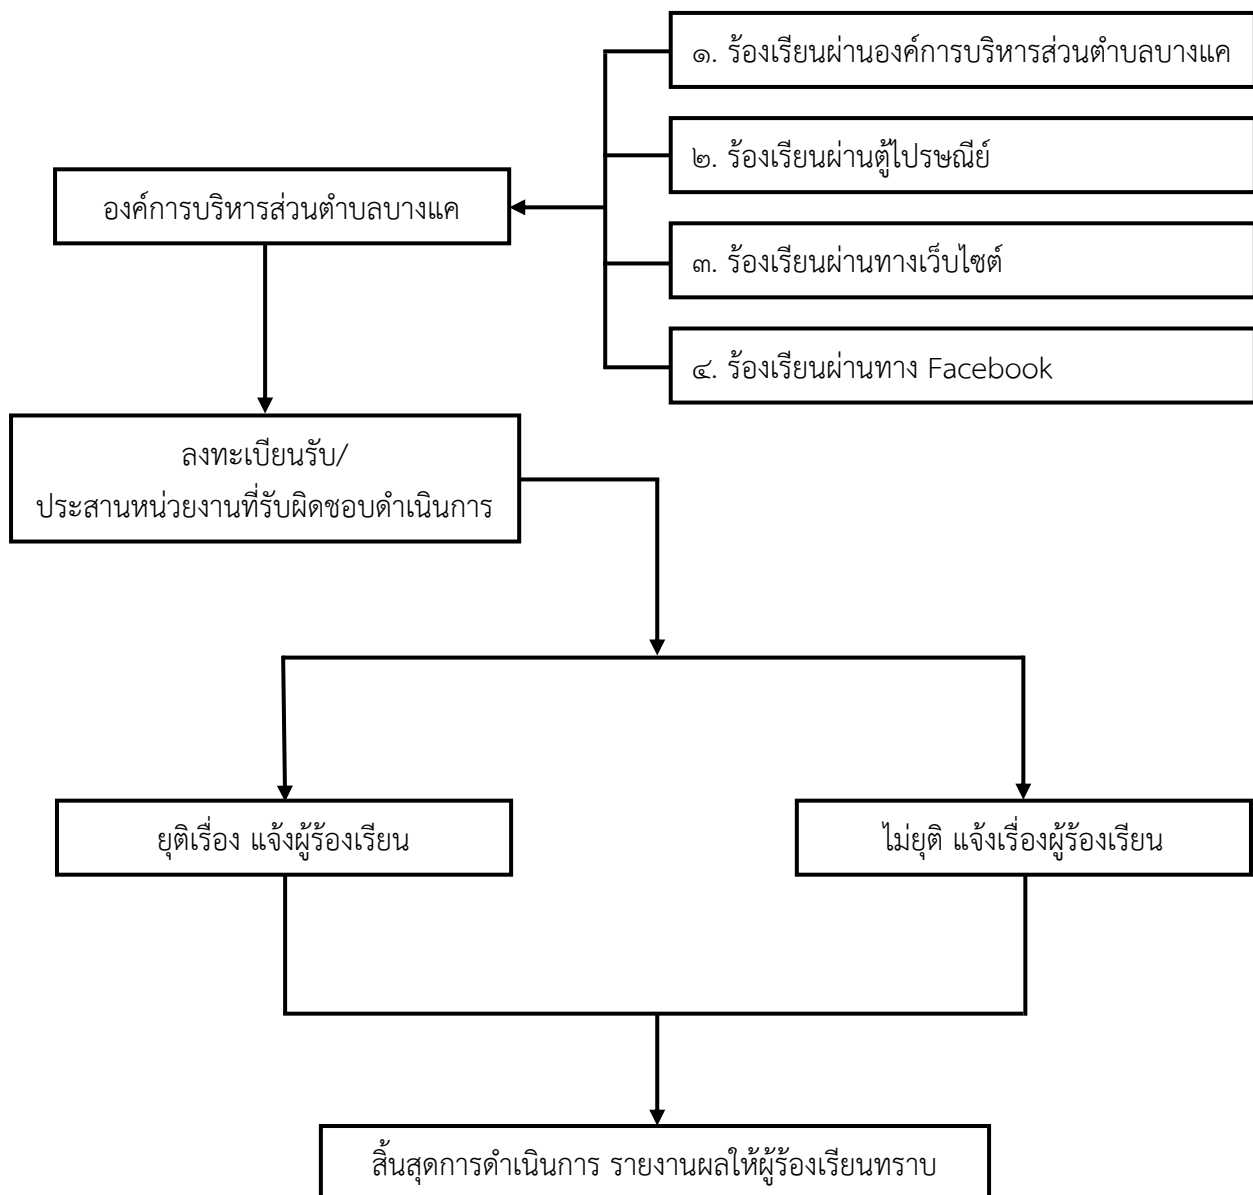 ๑. ร้องเรียนผ่านองค์การบริหารส่วนตำบลบางแค
๒. ร้องเรียนผ่านตู้ไปรษณีย์
องค์การบริหารส่วนตำบลบางแค
๓. ร้องเรียนผ่านทางเว็บไซต์
๔. ร้องเรียนผ่านทาง Facebook
ลงทะเบียนรับ/
ประสานหน่วยงานที่รับผิดชอบดำเนินการ
ยุติเรื่อง แจ้งผู้ร้องเรียน
ไม่ยุติ แจ้งเรื่องผู้ร้องเรียน
สิ้นสุดการดำเนินการ รายงานผลให้ผู้ร้องเรียนทราบ